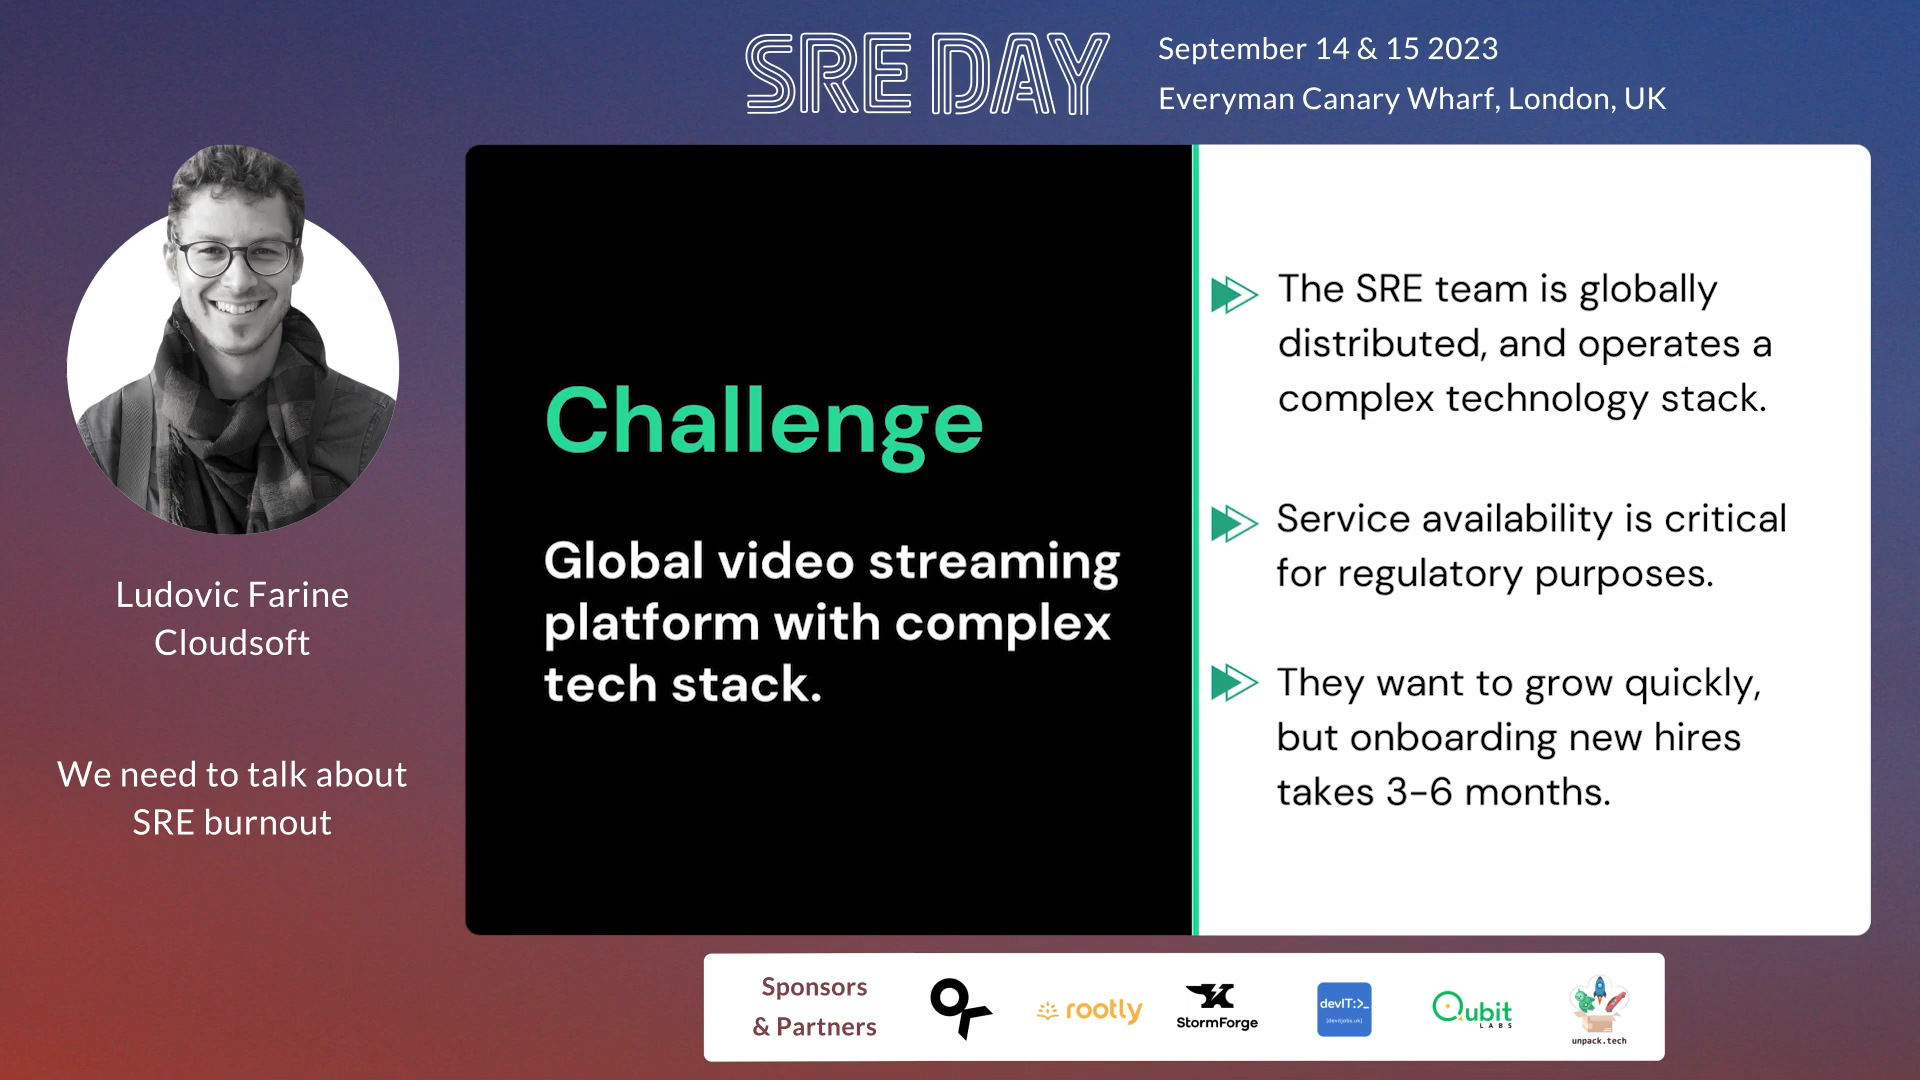 SRE DAY
September 14 & 15 2023
Everyman Canary Wharf, London, UK
Ludovic Farine
Cloudsoft
We need to talk about
SRE burnout
Challenge
Global video streaming
platform with complex
tech stack.
The SRE team is globally
distributed, and operates a
complex technology stack.
Service availability is critical
for regulatory purposes.
They want to grow quickly,
but onboarding new hires
takes 3-6 months.
Sponsors
& Partners
rootly
StormForge
devIT:>_
[devitjobs.uk]
Qubit
LABS
unpack.tech